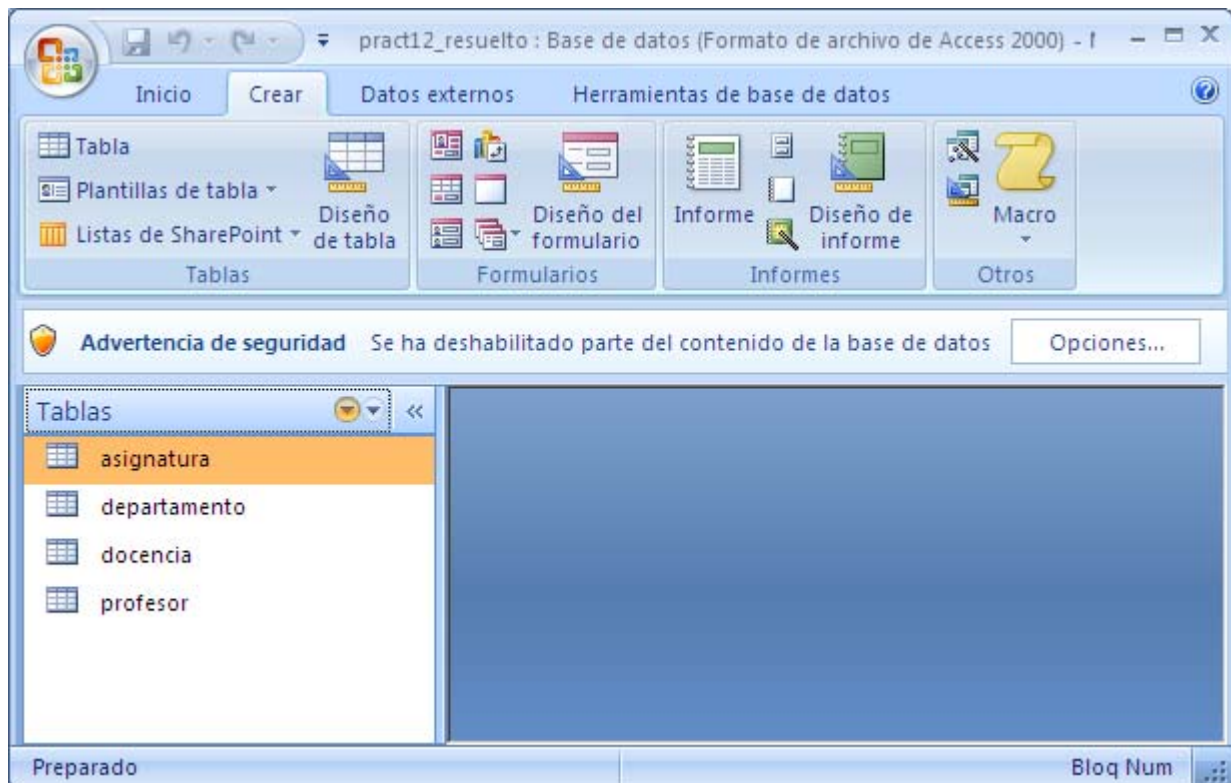 pract12_resuelto : Base de datos (Formato de archivo de Access 2000) -
Inicio Crear Datos externos Herramientas de base de datos
Tabla
Plantillas de tabla
Listas de SharePoint
Diseño
de tabla
Tablas
Diseño del
formulario
Formularios
Informe
Diseño de
informe
Informes
Macro
Otros
Advertencia de seguridad Se ha deshabilitado parte del contenido de la base de datos Opciones...
Tablas
asignatura
departamento
docencia
profesor
Preparado Bloq Num